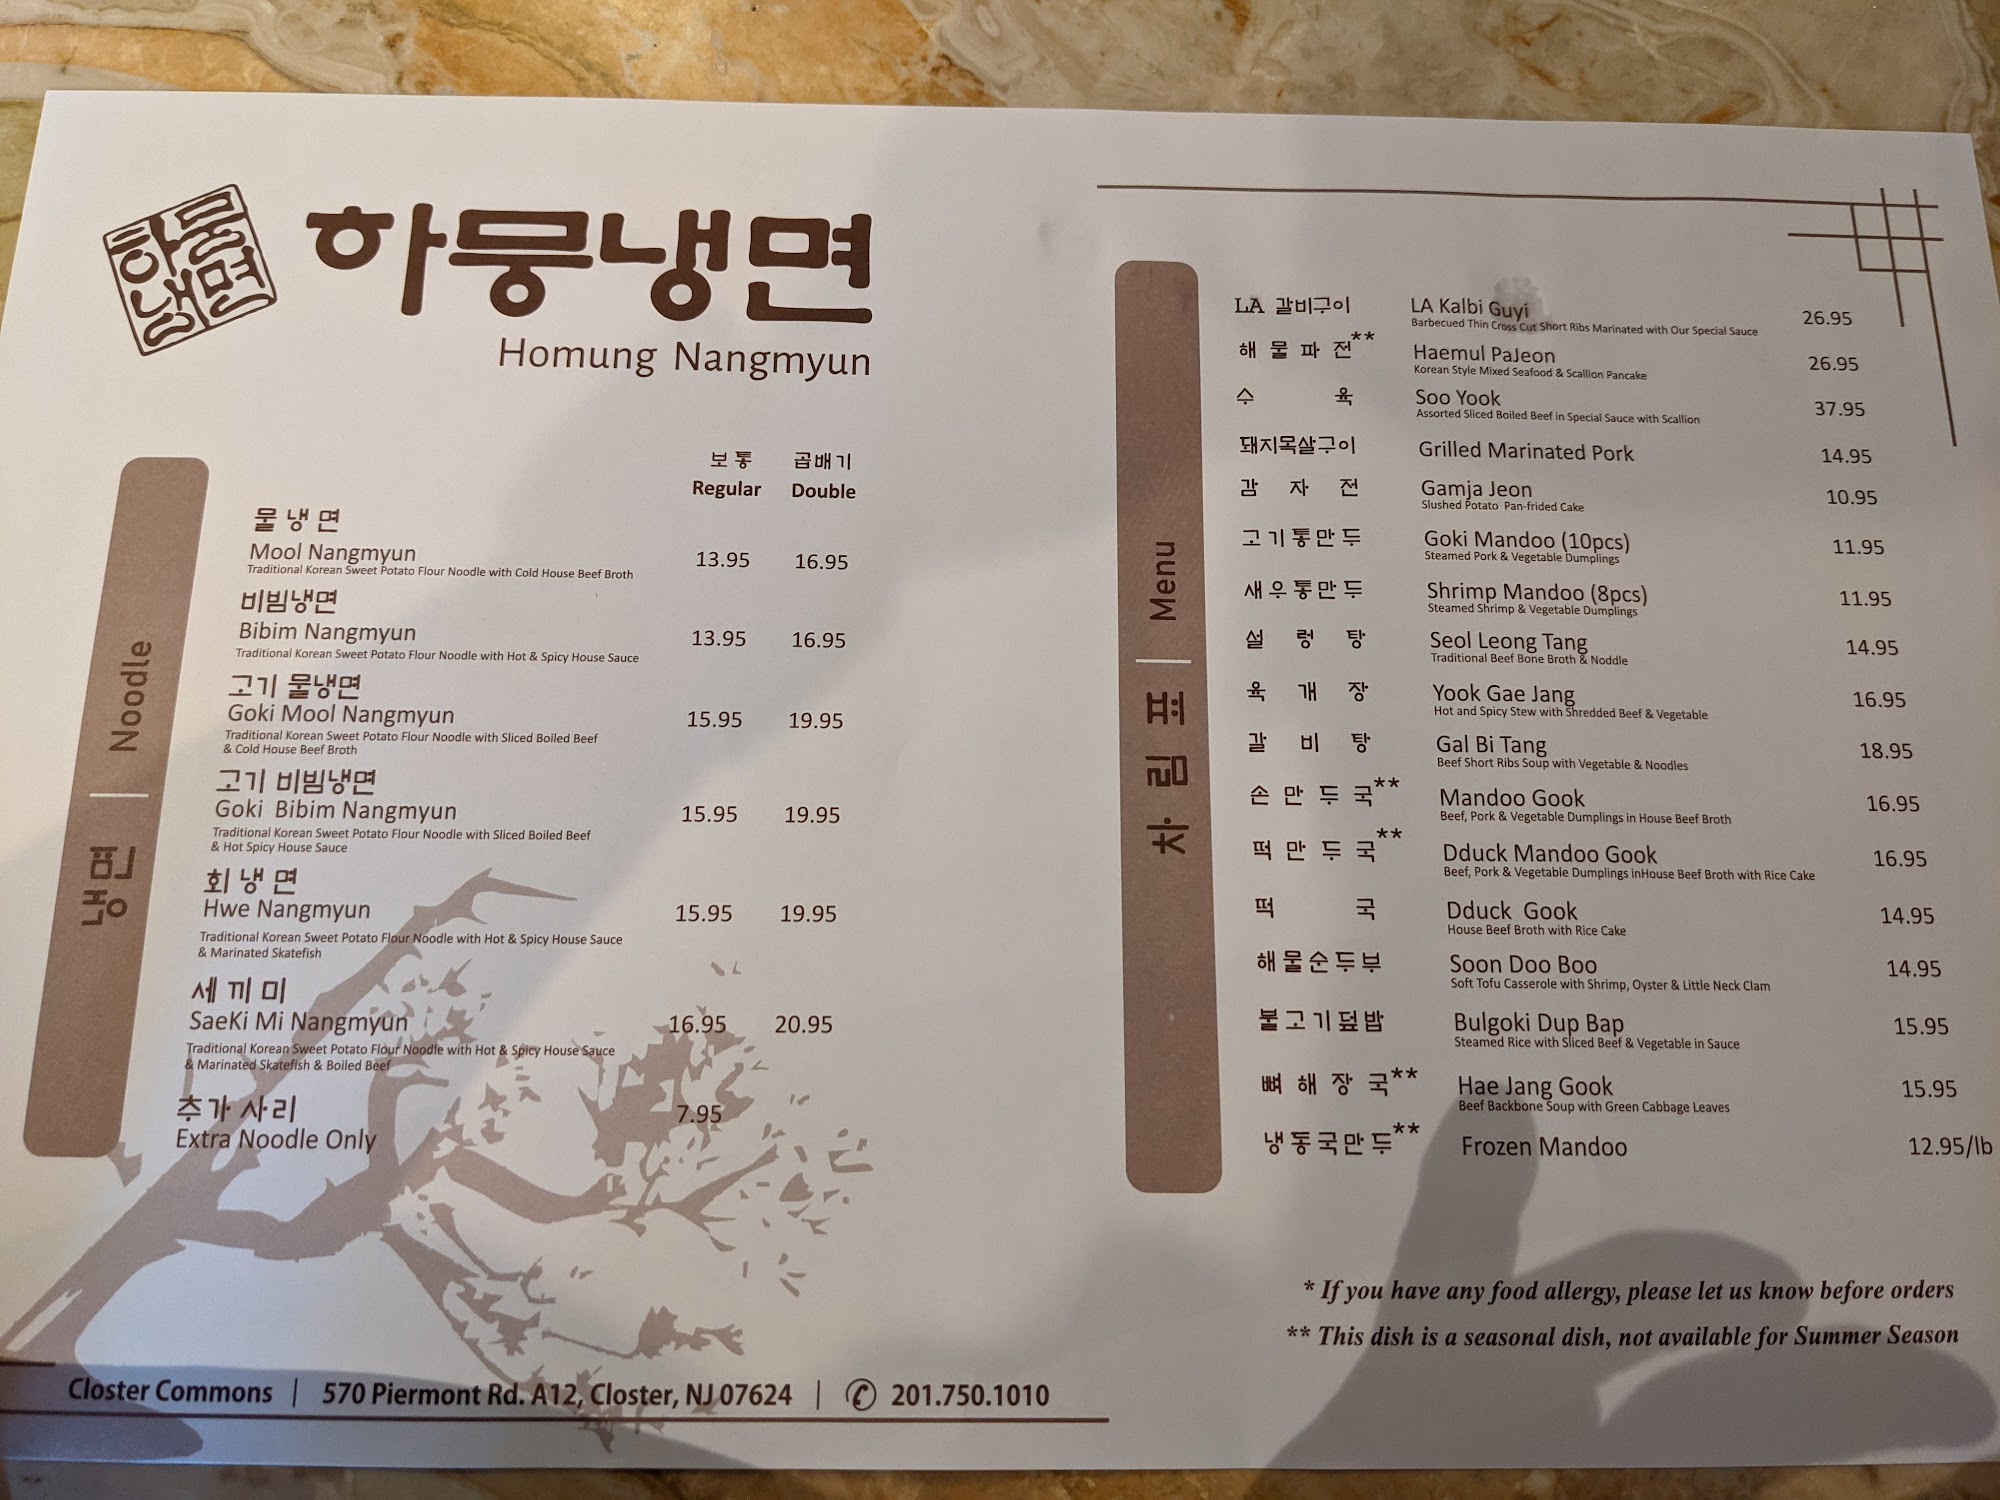 하물냉면
하뭉냉면
Homung Nangmyun
냉면 | Noodle
보통 곱배기
Regular Double
물냉면
Mool Nangmyun 13.95 16.95
Traditional Korean Sweet Potato Flour Noodle with Cold House Beef Broth
비빔냉면
Bibim Nangmyun 13.95 16.95
Traditional Korean Sweet Potato Flour Noodle with Hot & Spicy House Sauce
고기 물냉면
Goki Mool Nangmyun 15.95 19.95
Traditional Korean Sweet Potato Flour Noodle with Sliced Boiled Beef
& Cold House Beef Broth
고기 비빔냉면
Goki Bibim Nangmyun 15.95 19.95
Traditional Korean Sweet Potato Flour Noodle with Sliced Boiled Beef
& Hot Spicy House Sauce
회냉면
Hwe Nangmyun 15.95 19.95
Traditional Korean Sweet Potato Flour Noodle with Hot & Spicy House Sauce
& Marinated Skatefish
세끼미
SaeKi Mi Nangmyun 16.95 20.95
Traditional Korean Sweet Potato Flour Noodle with Hot & Spicy House Sauce
& Marinated Skatefish & Boiled Beef
추가 사리 7.95
Extra Noodle Only
차림표 | Menu
LA 갈비구이 LA Kalbi Guyi 26.95
Barbecued Thin Cross Cut Short Ribs Marinated with Our Special Sauce
해물파전** Haemul PaJeon 26.95
Korean Style Mixed Seafood & Scallion Pancake
수육 Soo Yook 37.95
Assorted Sliced Boiled Beef in Special Sauce with Scallion
돼지목살구이 Grilled Marinated Pork 14.95
감자전 Gamja Jeon 10.95
Slushed Potato Pan-frided Cake
고기통만두 Goki Mandoo (10pcs) 11.95
Steamed Pork & Vegetable Dumplings
새우통만두 Shrimp Mandoo (8pcs) 11.95
Steamed Shrimp & Vegetable Dumplings
설렁탕 Seol Leong Tang 14.95
Traditional Beef Bone Broth & Noddle
육개장 Yook Gae Jang 16.95
Hot and Spicy Stew with Shredded Beef & Vegetable
갈비탕 Gal Bi Tang 18.95
Beef Short Ribs Soup with Vegetable & Noodles
손만두국** Mandoo Gook 16.95
Beef, Pork & Vegetable Dumplings in House Beef Broth
떡만두국** Dduck Mandoo Gook 16.95
Beef, Pork & Vegetable Dumplings inHouse Beef Broth with Rice Cake
떡국 Dduck Gook 14.95
House Beef Broth with Rice Cake
해물순두부 Soon Doo Boo 14.95
Soft Tofu Casserole with Shrimp, Oyster & Little Neck Clam
불고기덮밥 Bulgoki Dup Bap 15.95
Steamed Rice with Sliced Beef & Vegetable in Sauce
뼈해장국** Hae Jang Gook 15.95
Beef Backbone Soup with Green Cabbage Leaves
냉동국만두** Frozen Mandoo 12.95/lb
* If you have any food allergy, please let us know before orders
** This dish is a seasonal dish, not available for Summer Season
Closter Commons | 570 Piermont Rd. A12, Closter, NJ 07624 | 201.750.1010